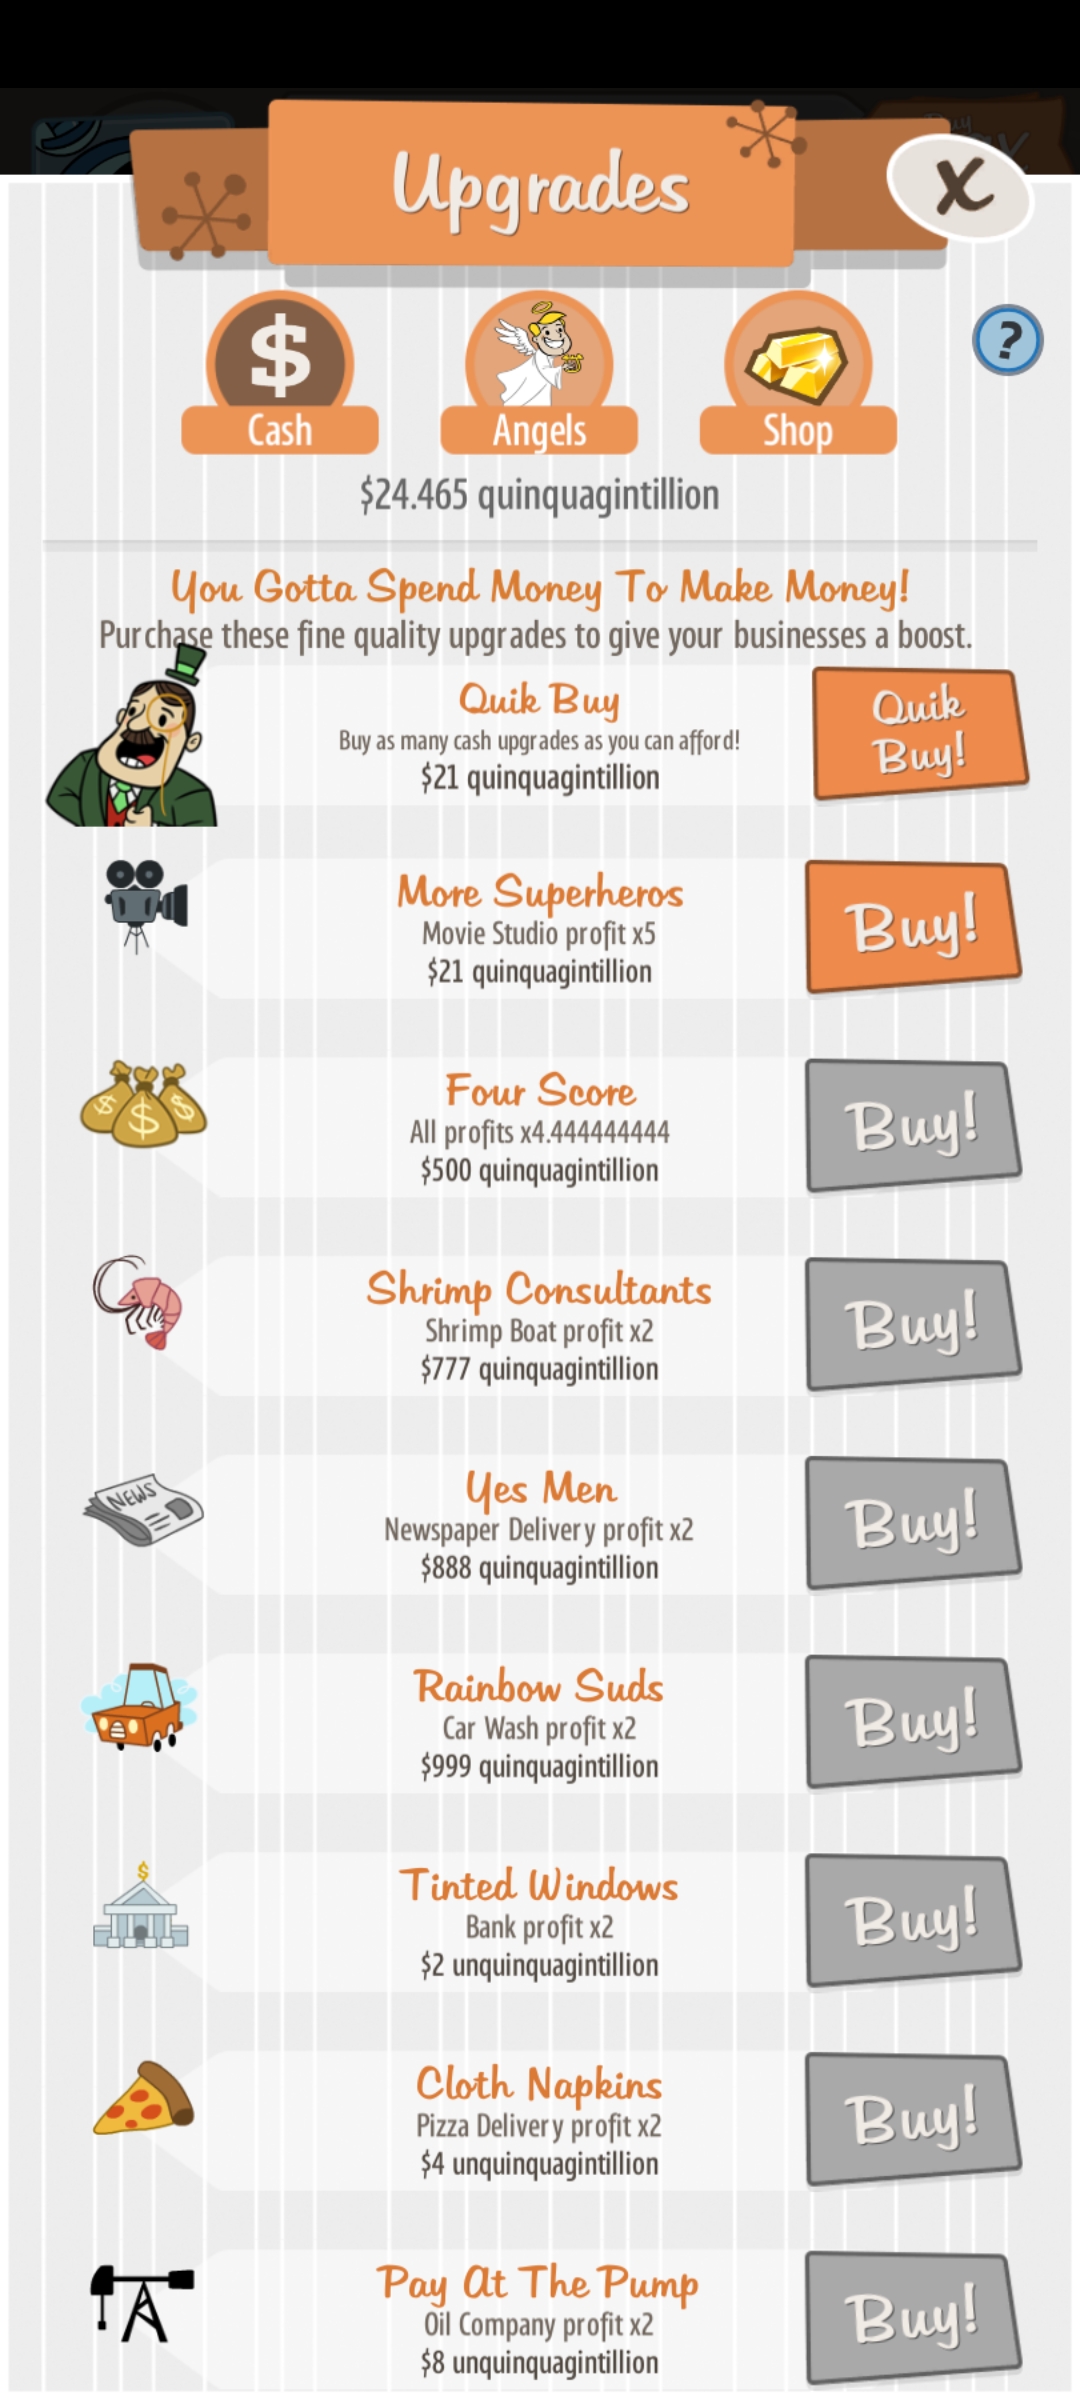 Upgrades
X
$
Cash
Angels
Shop
?
$24.465 quinquagintillion
You Gotta Spend Money To Make Money!
Purchase these fine quality upgrades to give your businesses a boost.
Quik Buy
Buy as many cash upgrades as you can afford!
$21 quinquagintillion
Quik
Buy!
More Superheros
Movie Studio profit x5
$21 quinquagintillion
Buy!
Four Score
All profits x4.444444444
$500 quinquagintillion
Buy!
$ $ $
Shrimp Consultants
Shrimp Boat profit x2
$777 quinquagintillion
Buy!
NEWS
Yes Men
Newspaper Delivery profit x2
$888 quinquagintillion
Buy!
Rainbow Suds
Car Wash profit x2
$999 quinquagintillion
Buy!
$
Tinted Windows
Bank profit x2
$2 unquinquagintillion
Buy!
Cloth Napkins
Pizza Delivery profit x2
$4 unquinquagintillion
Buy!
Pay At The Pump
Oil Company profit x2
$8 unquinquagintillion
Buy!